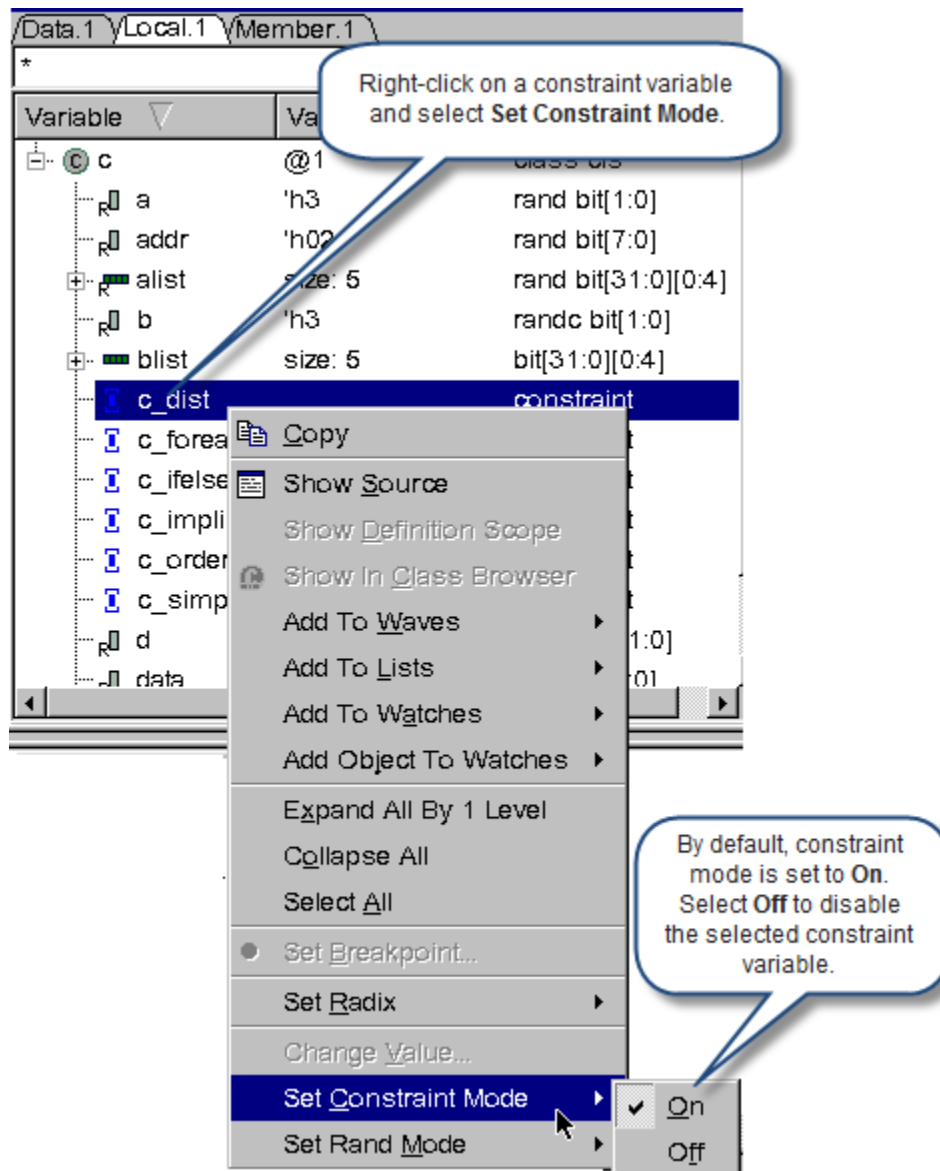 Data.1 Local.1 Member.1
*
Right-click on a constraint variable
and select Set Constraint Mode.
Variable Va
c @1 class cls
R a 'h3 rand bit[1:0]
R addr 'h02 rand bit[7:0]
R alist size: 5 rand bit[31:0][0:4]
R b 'h3 randc bit[1:0]
blist size: 5 bit[31:0][0:4]
c_dist constraint
c_forea t
c_ifelse t
c_impli t
c_order t
c_simp t
R d 1:0]
data :0]
Copy
Show Source
Show Definition Scope
Show In Class Browser
Add To Waves
Add To Lists
Add To Watches
Add Object To Watches
Expand All By 1 Level
Collapse All
Select All
Set Breakpoint...
Set Radix
Change Value...
Set Constraint Mode
Set Rand Mode
By default, constraint
mode is set to On.
Select Off to disable
the selected constraint
variable.
On
Off